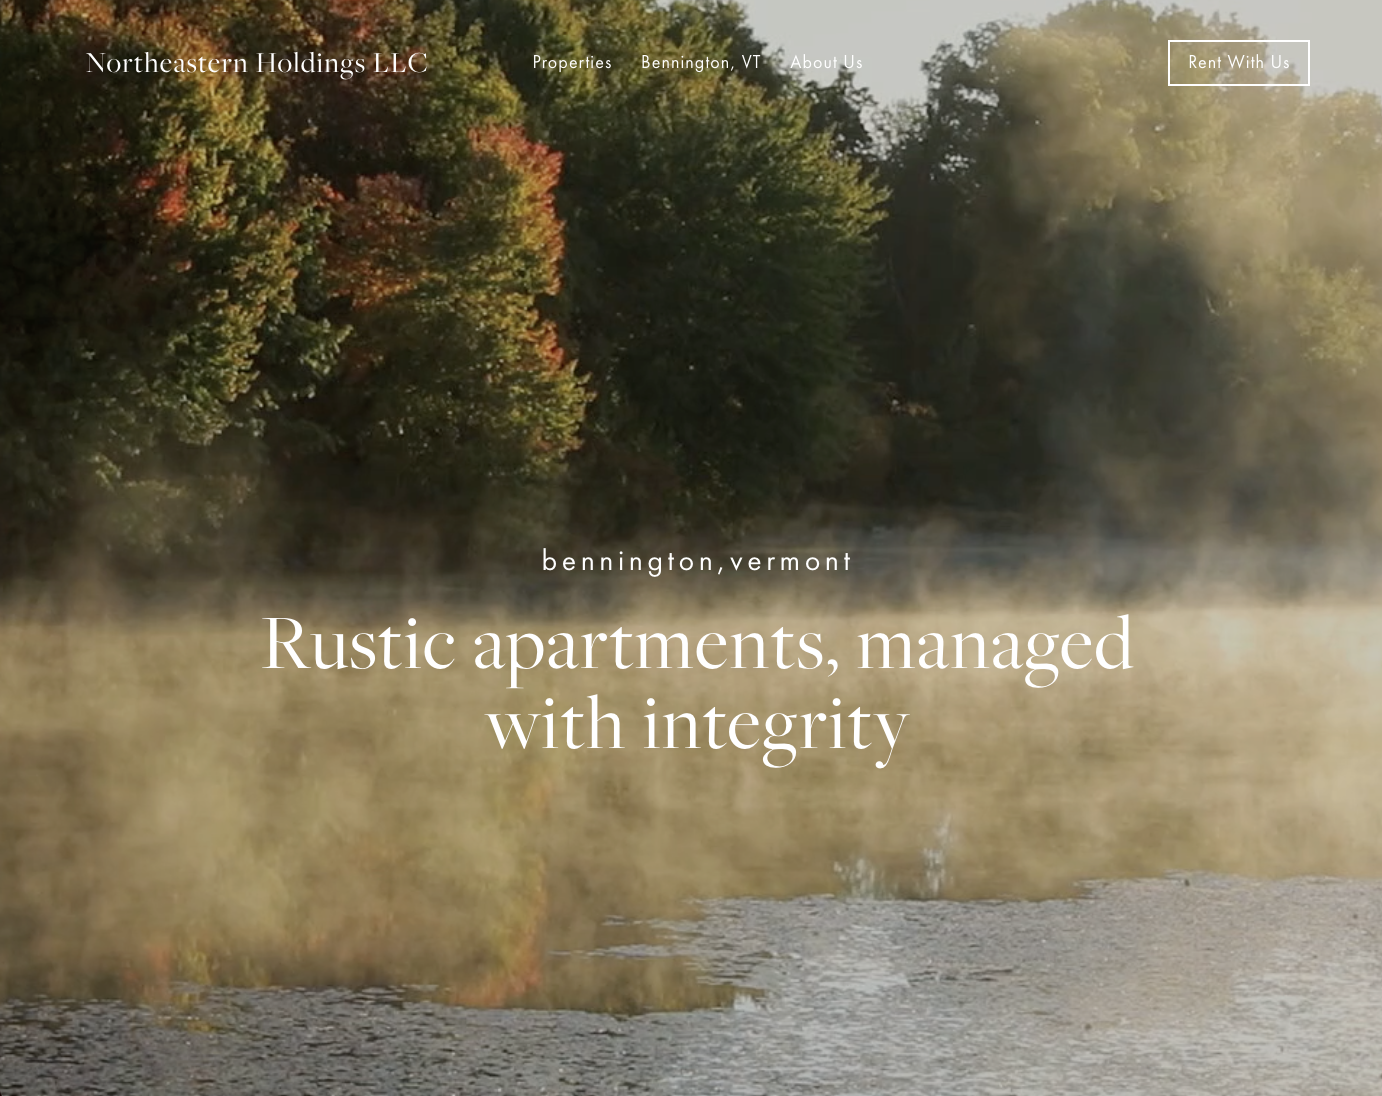 Northeastern Holdings LLC
Properties
Bennington, VT
About Us
Rent With Us
bennington,vermont
Rustic apartments, managed
with integrity